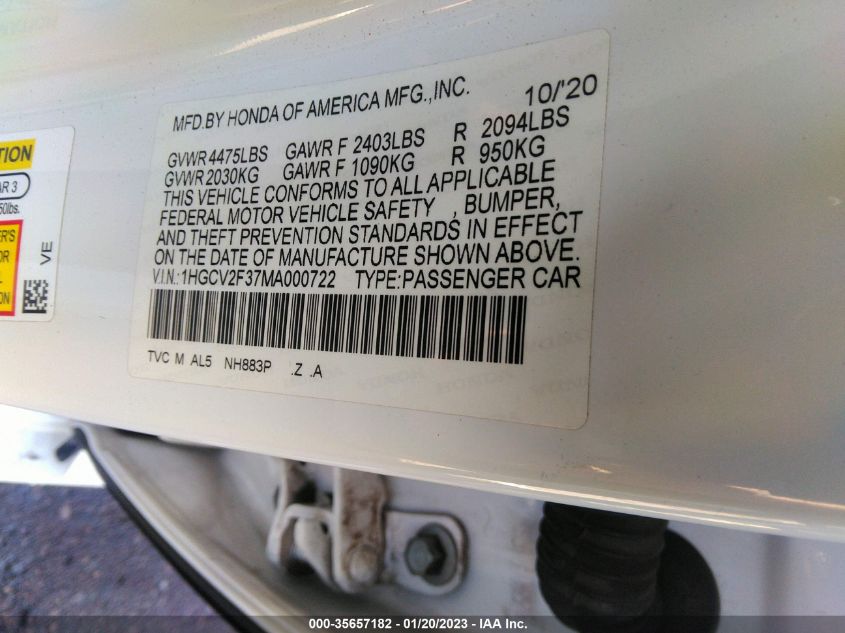 MFD.BY HONDA OF AMERICA MFG.,INC. 10/'20
GVWR 4475LBS GAWR F 2403LBS R 2094LBS
GVWR 2030KG GAWR F 1090KG R 950KG
THIS VEHICLE CONFORMS TO ALL APPLICABLE
FEDERAL MOTOR VEHICLE SAFETY , BUMPER,
AND THEFT PREVENTION STANDARDS IN EFFECT
ON THE DATE OF MANUFACTURE SHOWN ABOVE.
V.I.N.:1HGCV2F37MA000722 TYPE:PASSENGER CAR
TVC M AL5 NH883P .Z .A
3
VE
000-35657182 - 01/20/2023 - IAA Inc.